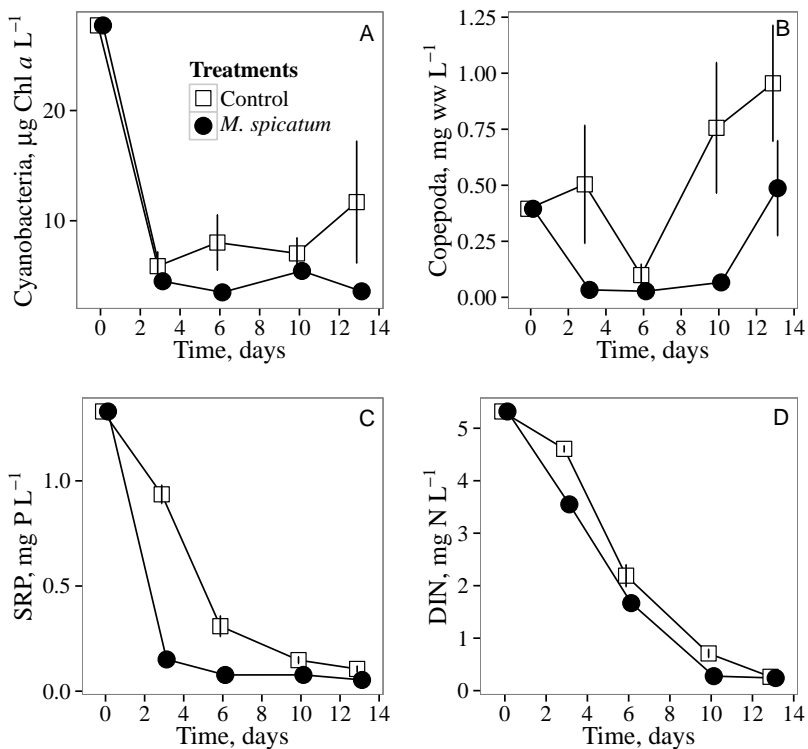 A
Cyanobacteria, µg Chl a L⁻¹
20
10
Treatments
Control
M. spicatum
0 2 4 6 8 10 12 14
Time, days
B
Copepoda, mg ww L⁻¹
1.25
1.00
0.75
0.50
0.25
0.00
0 2 4 6 8 10 12 14
Time, days
C
SRP, mg P L⁻¹
1.0
0.5
0.0
0 2 4 6 8 10 12 14
Time, days
D
DIN, mg N L⁻¹
5
4
3
2
1
0
0 2 4 6 8 10 12 14
Time, days